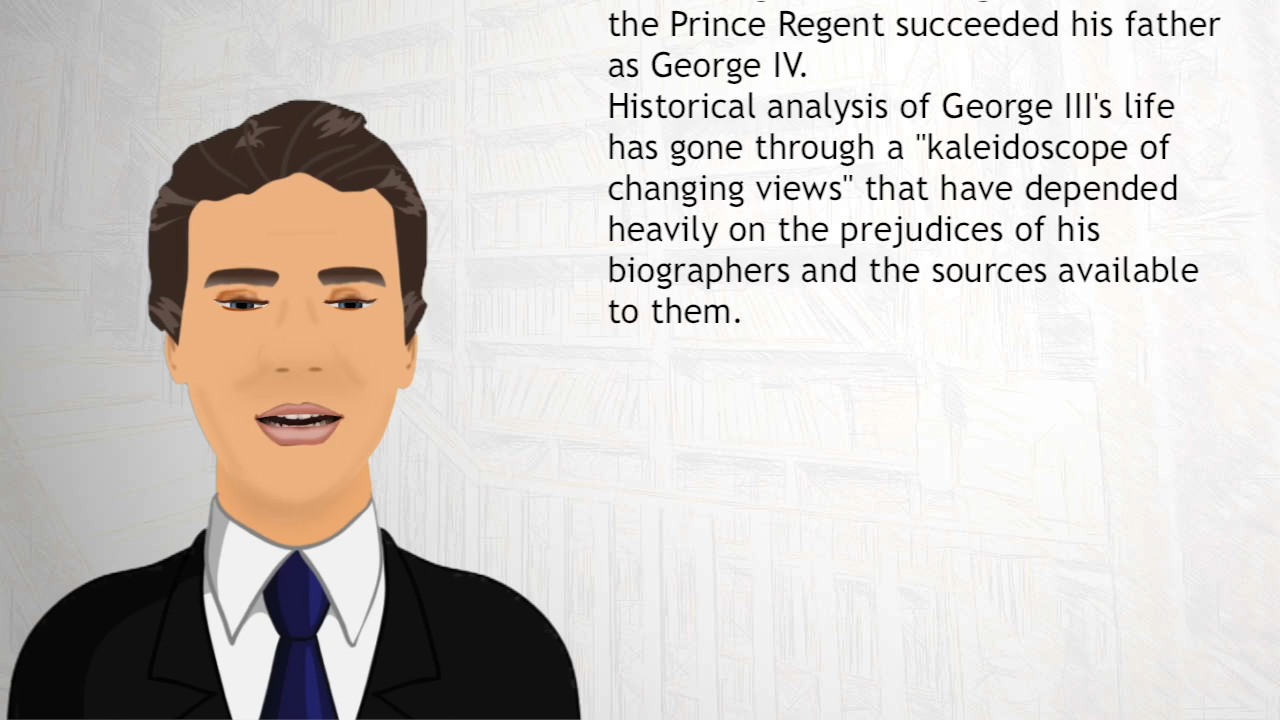 the Prince Regent succeeded his father
as George IV.
Historical analysis of George III's life
has gone through a "kaleidoscope of
changing views" that have depended
heavily on the prejudices of his
biographers and the sources available
to them.